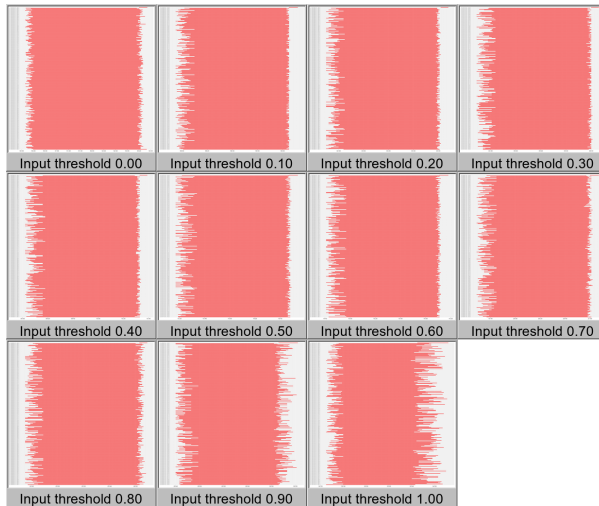 Input threshold 0.00
Input threshold 0.10
Input threshold 0.20
Input threshold 0.30
Input threshold 0.40
Input threshold 0.50
Input threshold 0.60
Input threshold 0.70
Input threshold 0.80
Input threshold 0.90
Input threshold 1.00